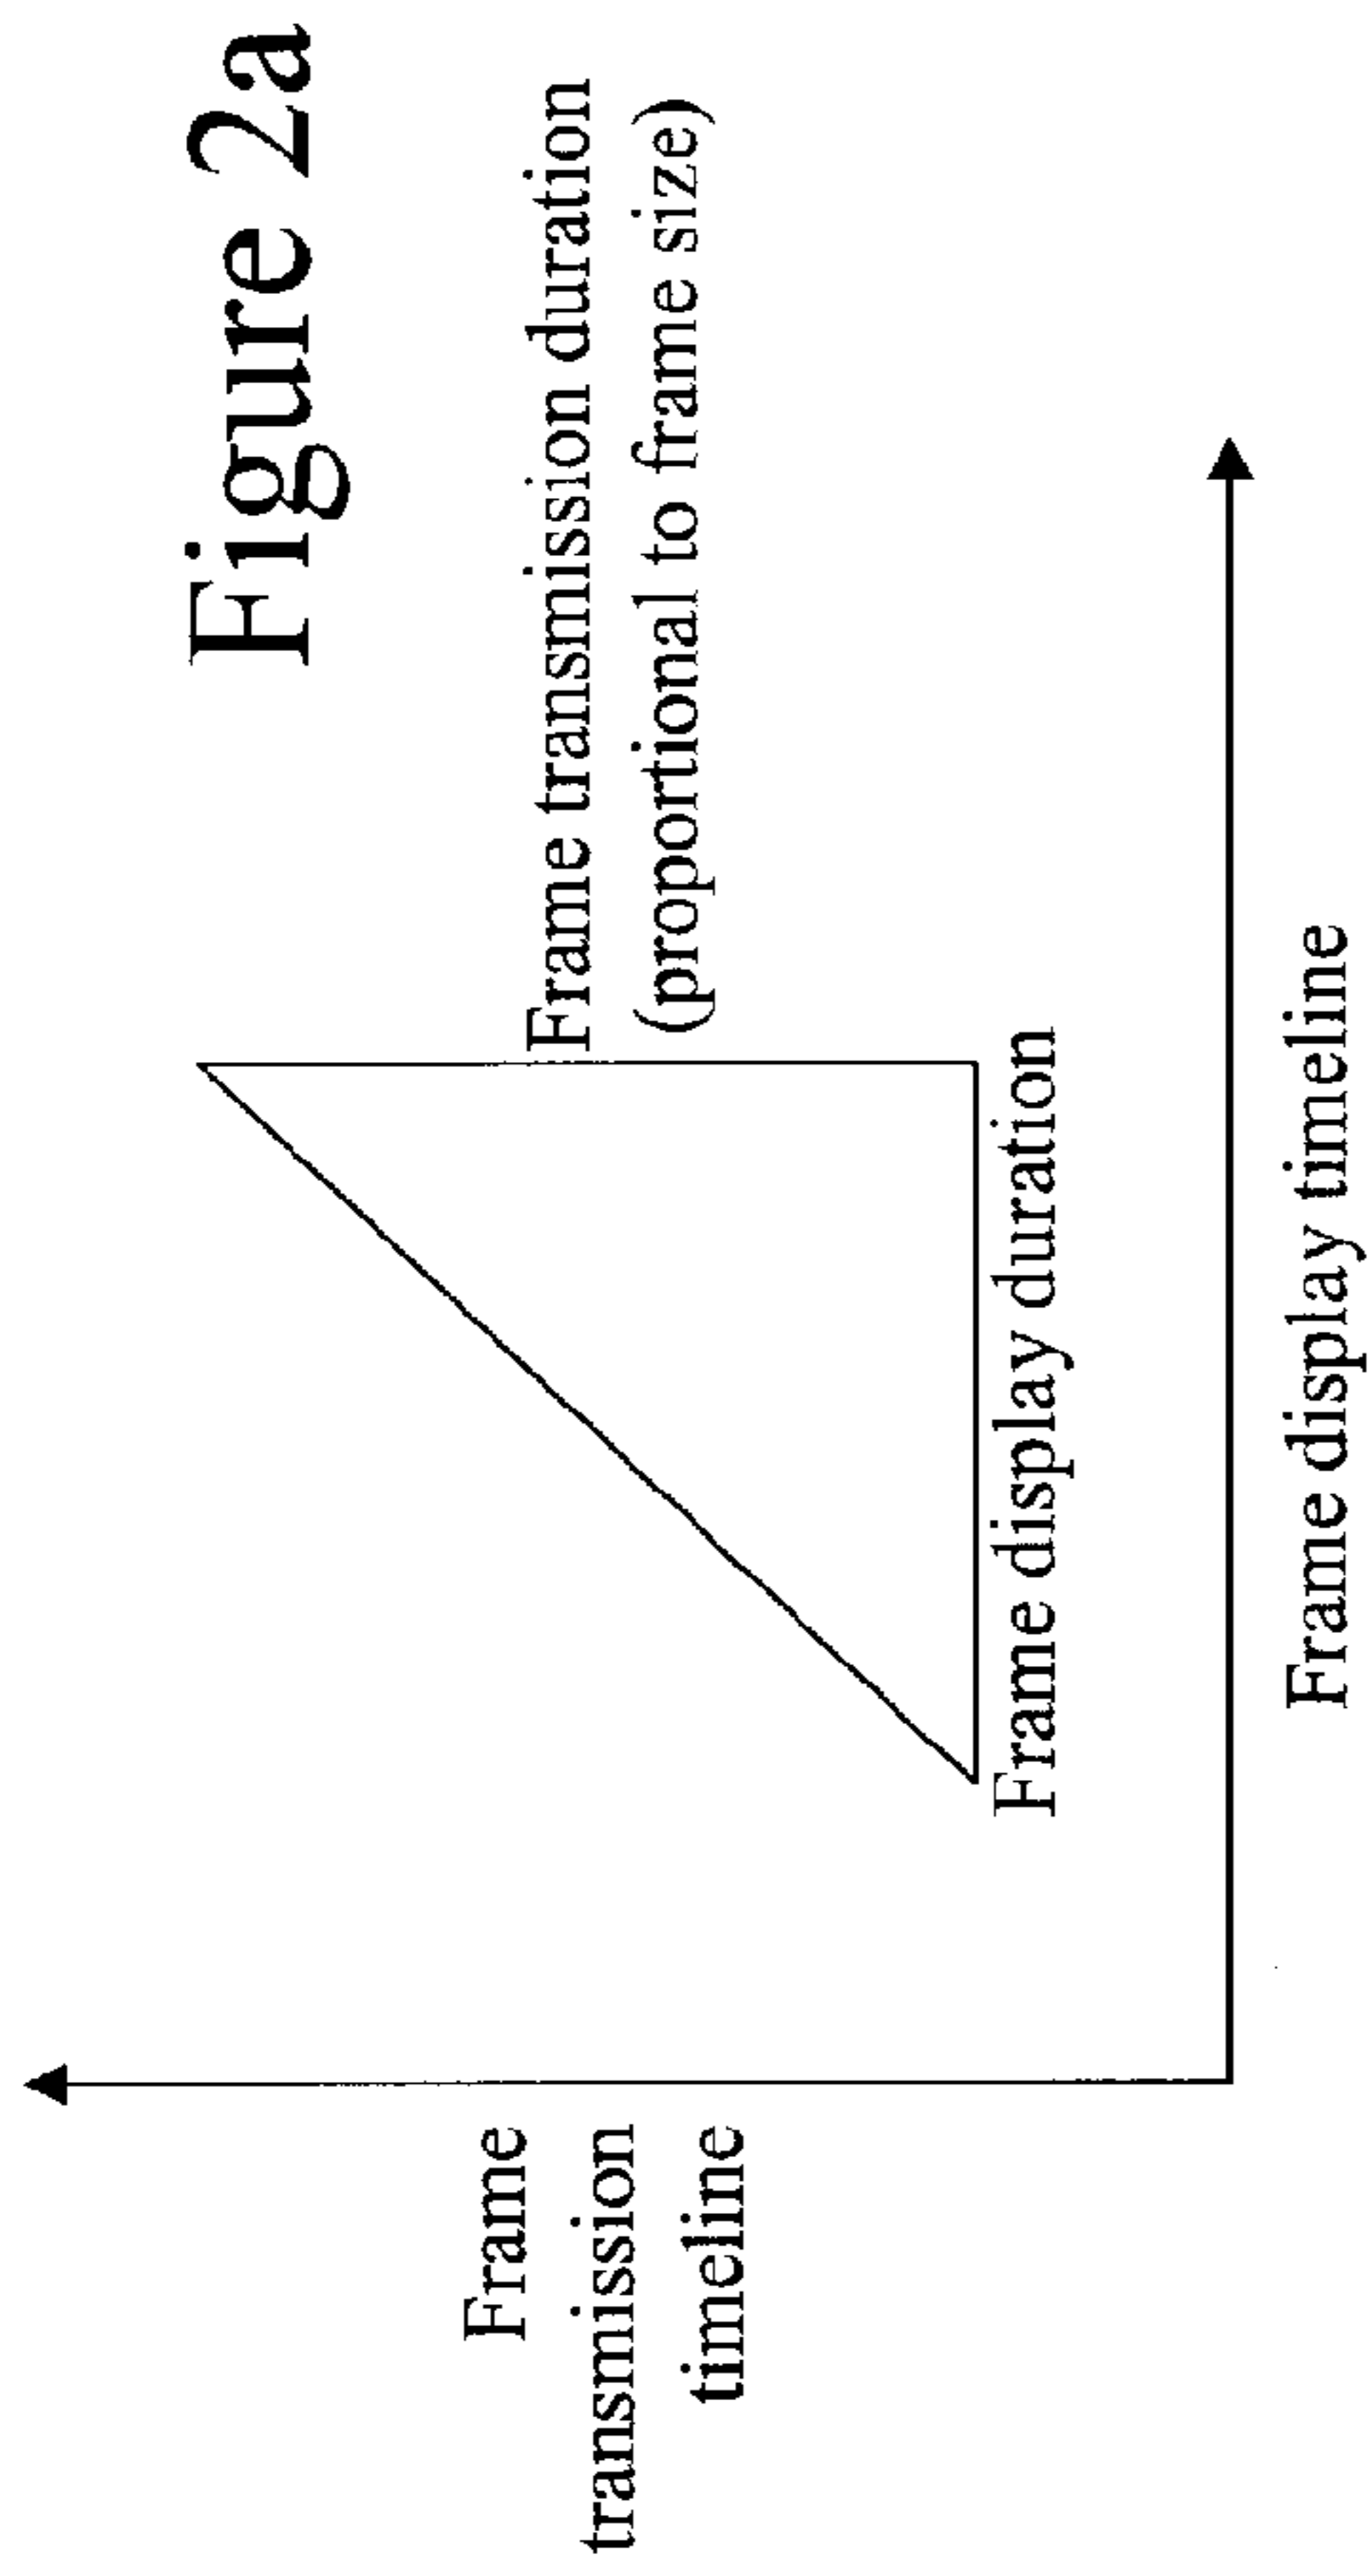 Figure 2a
Frame transmission duration
(proportional to frame size)
Frame
transmission
timeline
Frame display duration
Frame display timeline